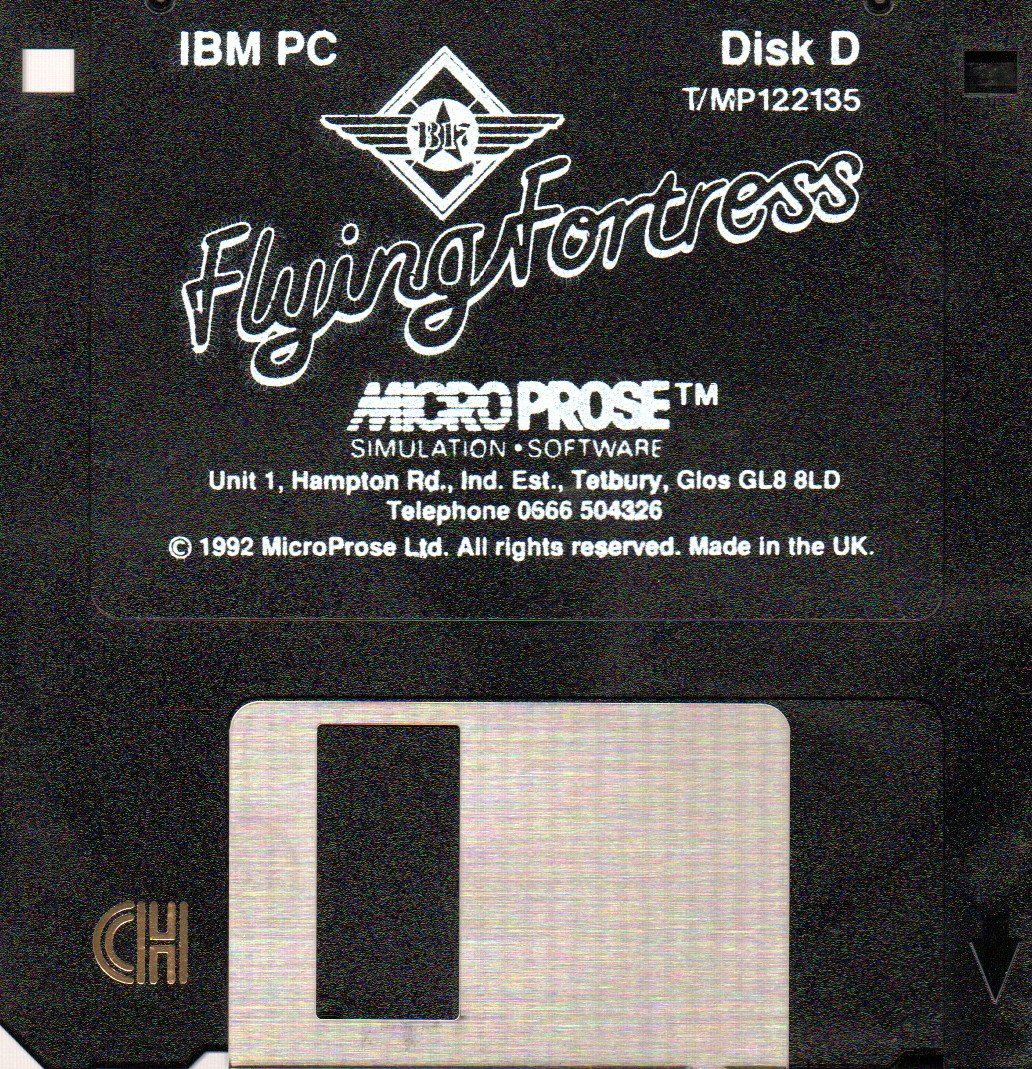 IBM PC
Disk D
T/MP122135
B17
Flying Fortress
MICROPROSE™
SIMULATION • SOFTWARE
Unit 1, Hampton Rd., Ind. Est., Tetbury, Glos GL8 8LD
Telephone 0666 504326
© 1992 MicroProse Ltd. All rights reserved. Made in the UK.
CH